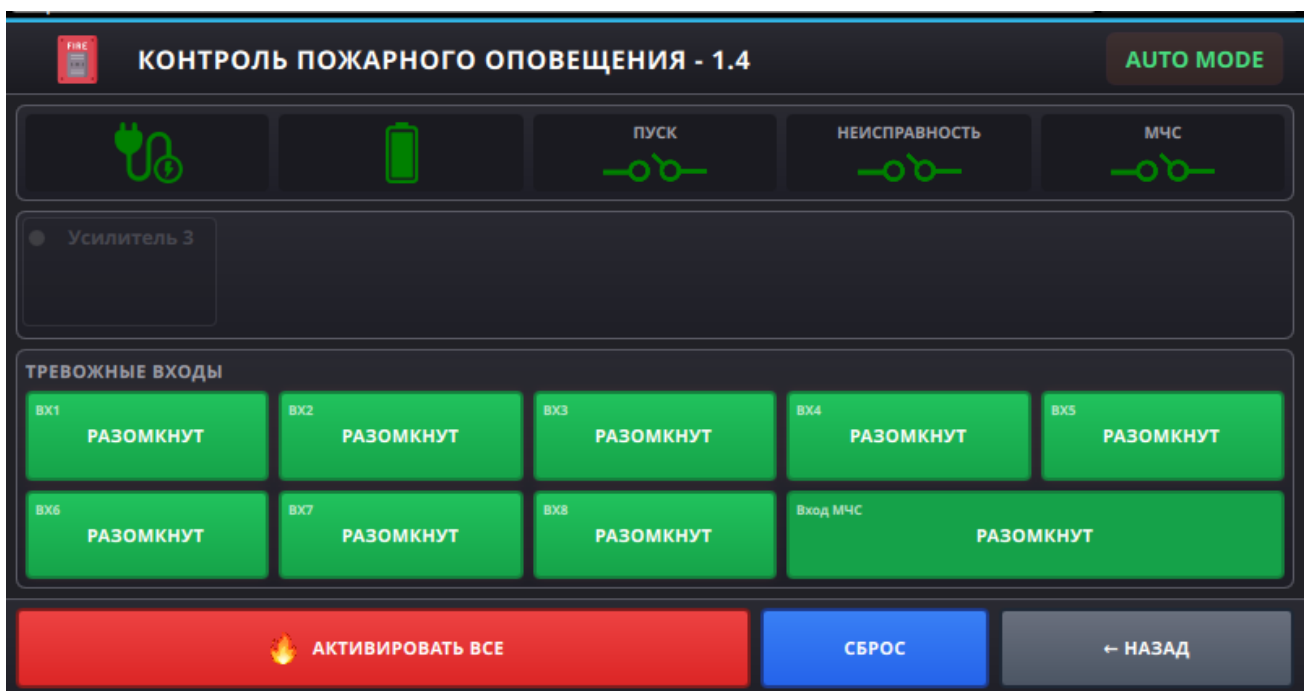 FIRE
КОНТРОЛЬ ПОЖАРНОГО ОПОВЕЩЕНИЯ - 1.4
AUTO MODE
ПУСК
НЕИСПРАВНОСТЬ
МЧС
Усилитель 3
ТРЕВОЖНЫЕ ВХОДЫ
ВХ1
РАЗОМКНУТ
ВХ2
РАЗОМКНУТ
ВХ3
РАЗОМКНУТ
ВХ4
РАЗОМКНУТ
ВХ5
РАЗОМКНУТ
ВХ6
РАЗОМКНУТ
ВХ7
РАЗОМКНУТ
ВХ8
РАЗОМКНУТ
Вход МЧС
РАЗОМКНУТ
АКТИВИРОВАТЬ ВСЕ
СБРОС
← НАЗАД